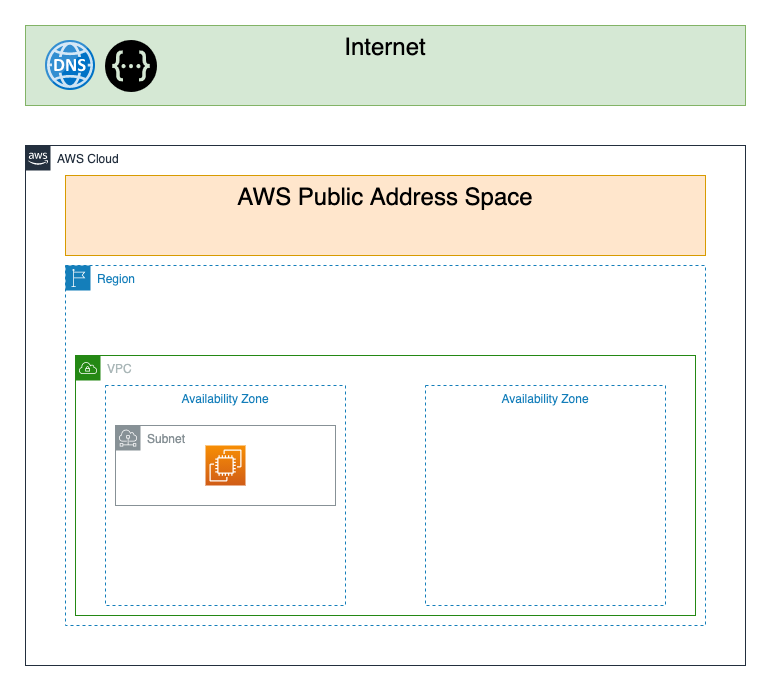 Internet
DNS
{···}
aws
AWS Cloud
AWS Public Address Space
Region
VPC
Availability Zone
Availability Zone
Subnet